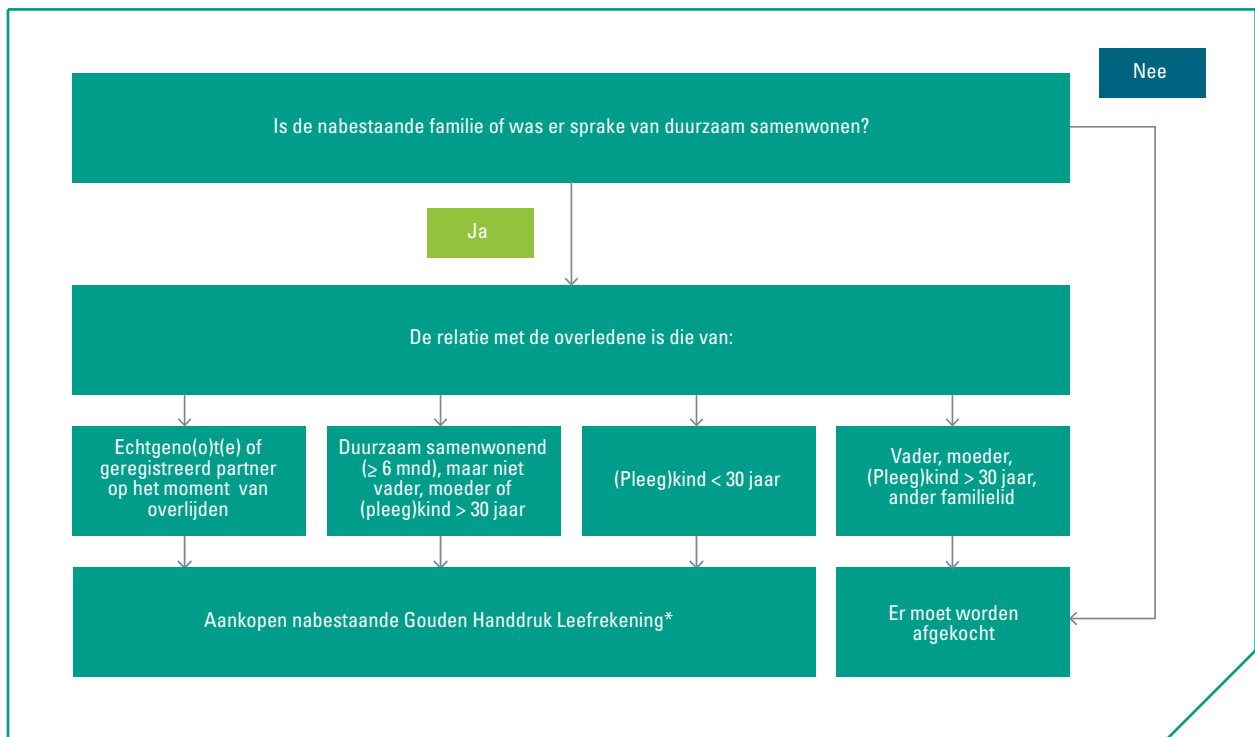 Nee
Is de nabestaande familie of was er sprake van duurzaam samenwonen?
Ja
De relatie met de overledene is die van:
Echtgeno(o)t(e) of
geregistreerd partner
op het moment van
overlijden
Duurzaam samenwonend
(≥ 6 mnd), maar niet
vader, moeder of
(pleeg)kind > 30 jaar
(Pleeg)kind < 30 jaar
Vader, moeder,
(Pleeg)kind > 30 jaar,
ander familielid
Aankopen nabestaande Gouden Handdruk Leefrekening*
Er moet worden
afgekocht